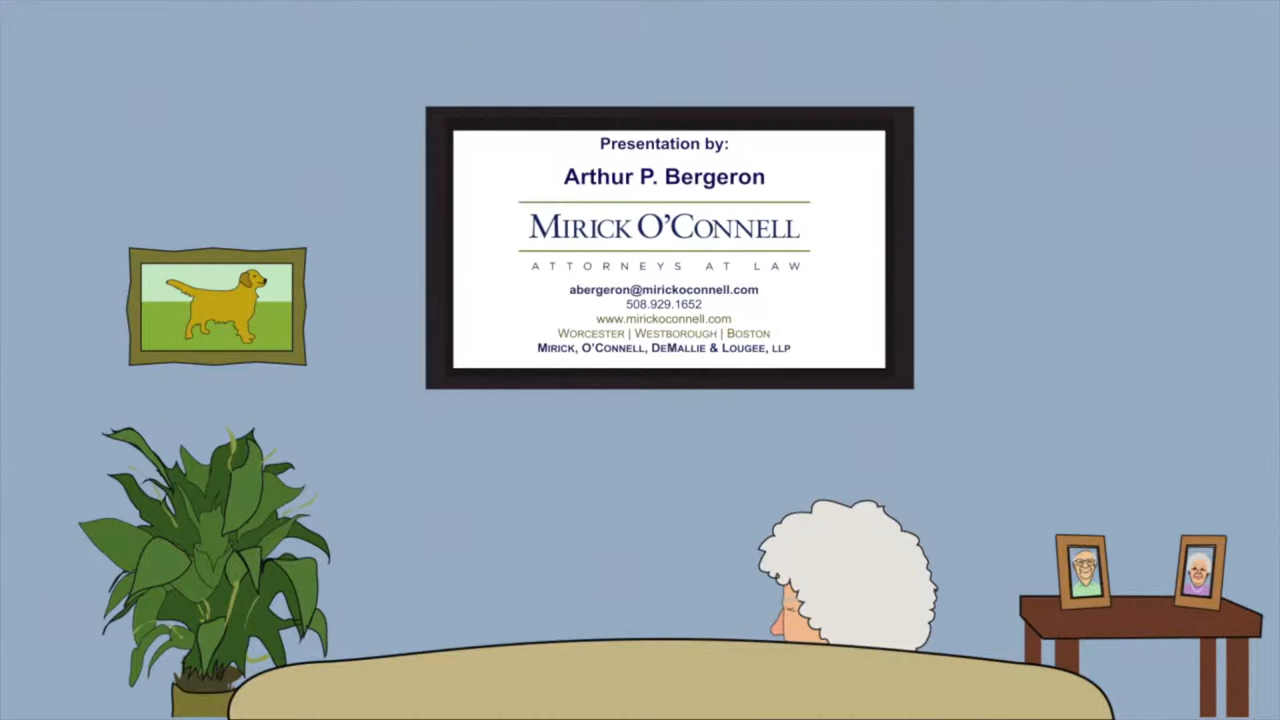 Presentation by:
Arthur P. Bergeron
MIRICK O'CONNELL
ATTORNEYS AT LAW
abergeron@mirickoconnell.com
508.929.1652
www.mirickoconnell.com
WORCESTER | WESTBOROUGH | BOSTON
MIRICK, O'CONNELL, DEMALLIE & LOUGEE, LLP